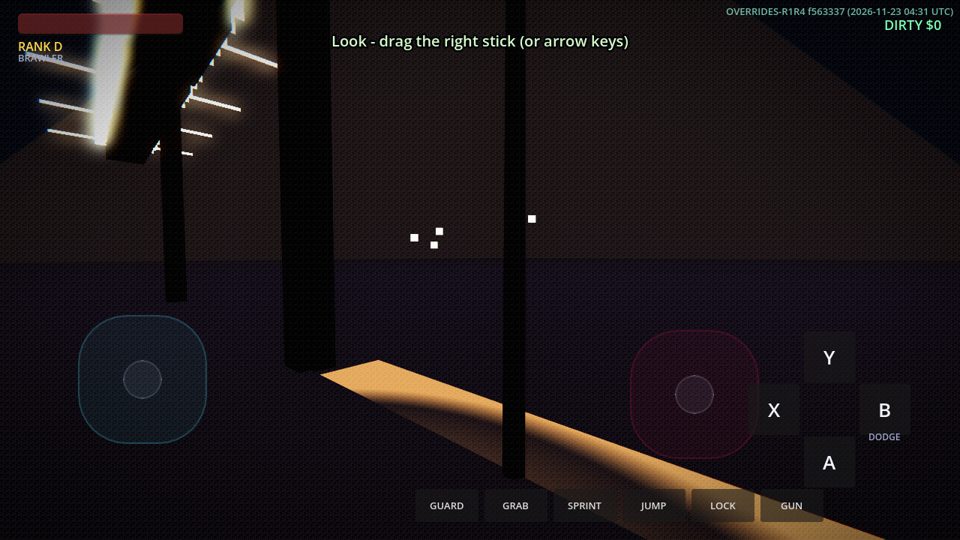 OVERRIDES-R1R4 f563337 (2026-11-23 04:31 UTC)
DIRTY $0
RANK D
BRAWLER
Look - drag the right stick (or arrow keys)
Y
X
B
DODGE
A
GUARD
GRAB
SPRINT
JUMP
LOCK
GUN